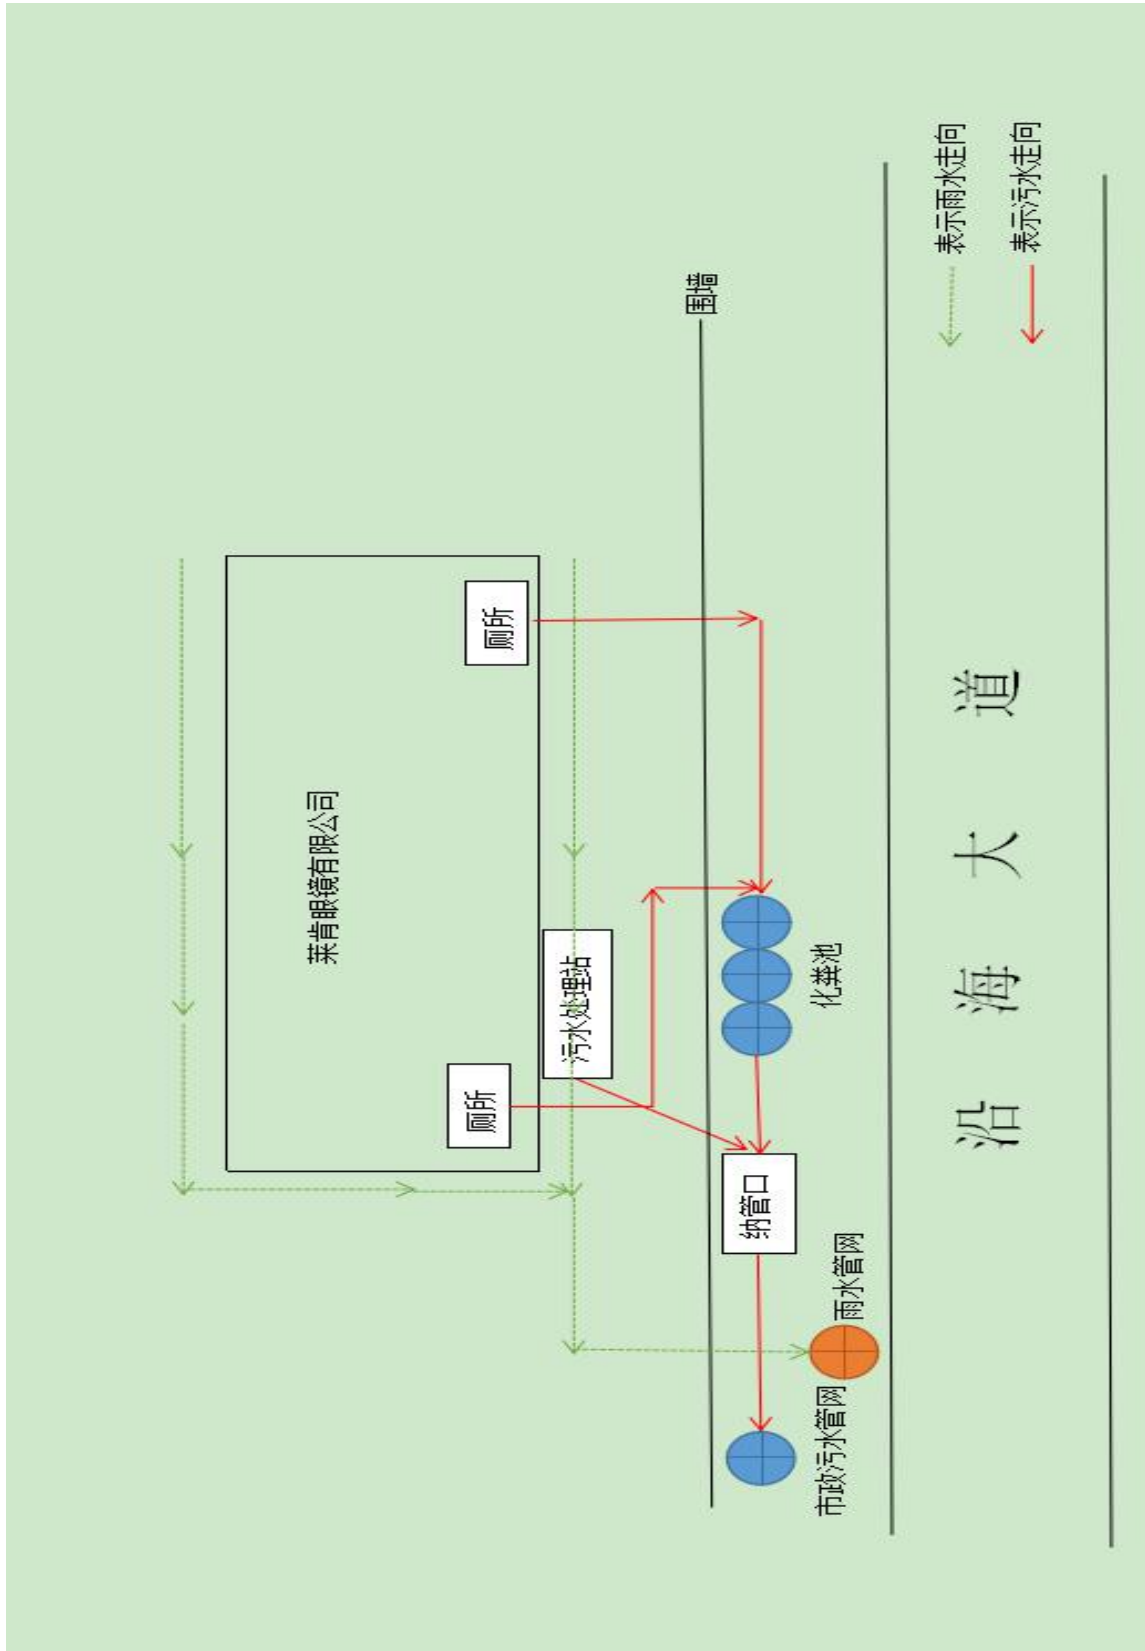 莱肯眼镜有限公司
厕所
厕所
污水处理站
围墙
化粪池
纳管口
市政污水管网
雨水管网
沿海大道
表示雨水走向
表示污水走向